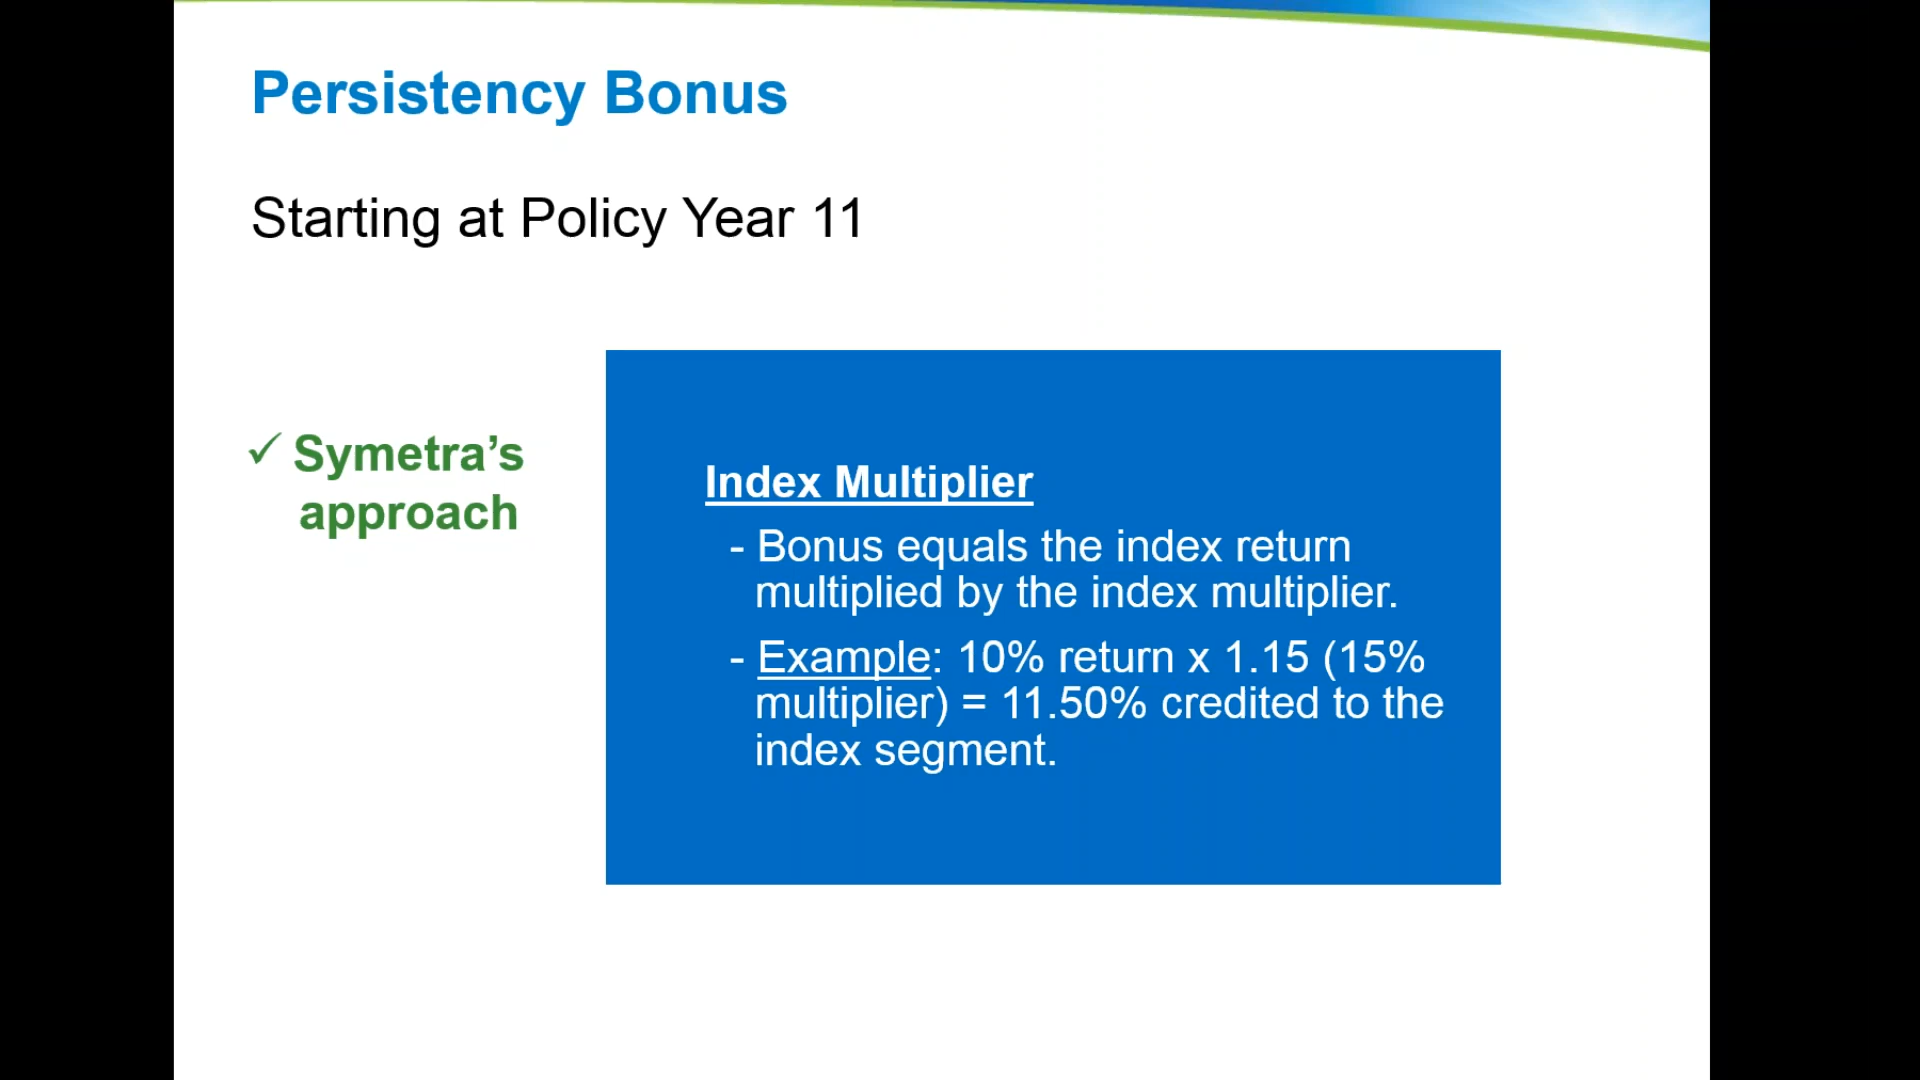 Persistency Bonus
Starting at Policy Year 11
✓ Symetra’s
approach
Index Multiplier
- Bonus equals the index return
multiplied by the index multiplier.
- Example: 10% return x 1.15 (15%
multiplier) = 11.50% credited to the
index segment.